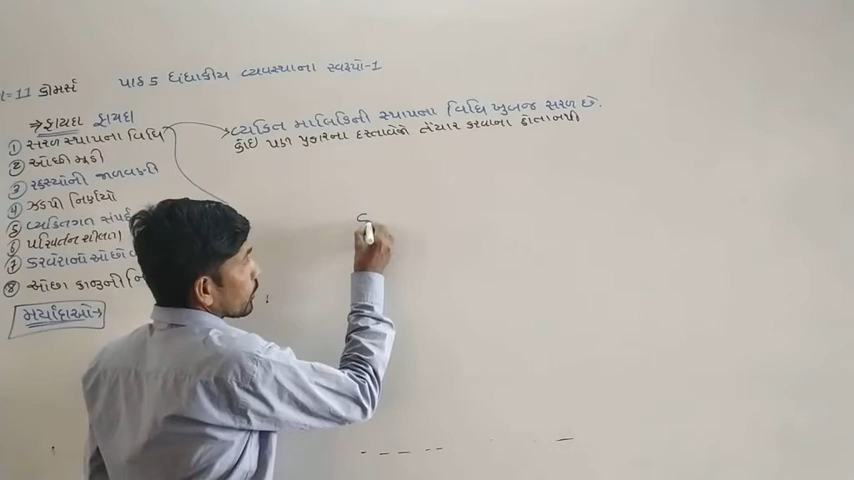 =11 કોમર્સ
પાઠ 5 ધંધાકીય વ્યવસ્થાના સ્વરૂપો-1
⇒ ફાયદા ફાયદા
① સરળ સ્થાપના વિધિ
② ઓછી મૂડી
③ રહસ્યોની જાળવણી
④ ઝડપી નિર્ણયો
⑤ વ્યક્તિગત સંપર્ક
⑥ પરિવર્તનશીલતા
⑦ કરવેરાનો ઓછો
⑧ ઓછા કાનુની નિ
મર્યાદાઓ→
વ્યકિત માલિકિની સ્થાપના વિધિ ખુબજ સરળ છે.
કોઇ પણ પ્રકારના દસ્તાવેજો તૈયાર કરવાના હોતાનથી